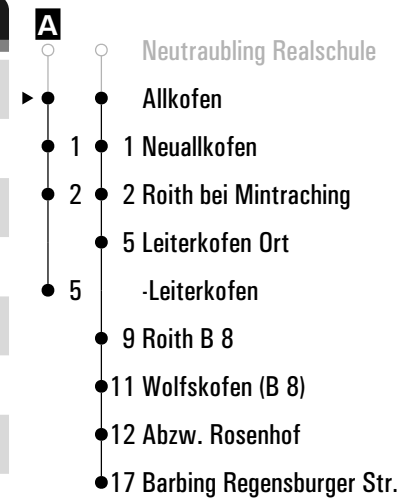 A
Neutraubling Realschule
Allkofen
1 1 Neuallkofen
2 2 Roith bei Mintraching
5 Leiterkofen Ort
5 -Leiterkofen
9 Roith B 8
11 Wolfskofen (B 8)
12 Abzw. Rosenhof
17 Barbing Regensburger Str.